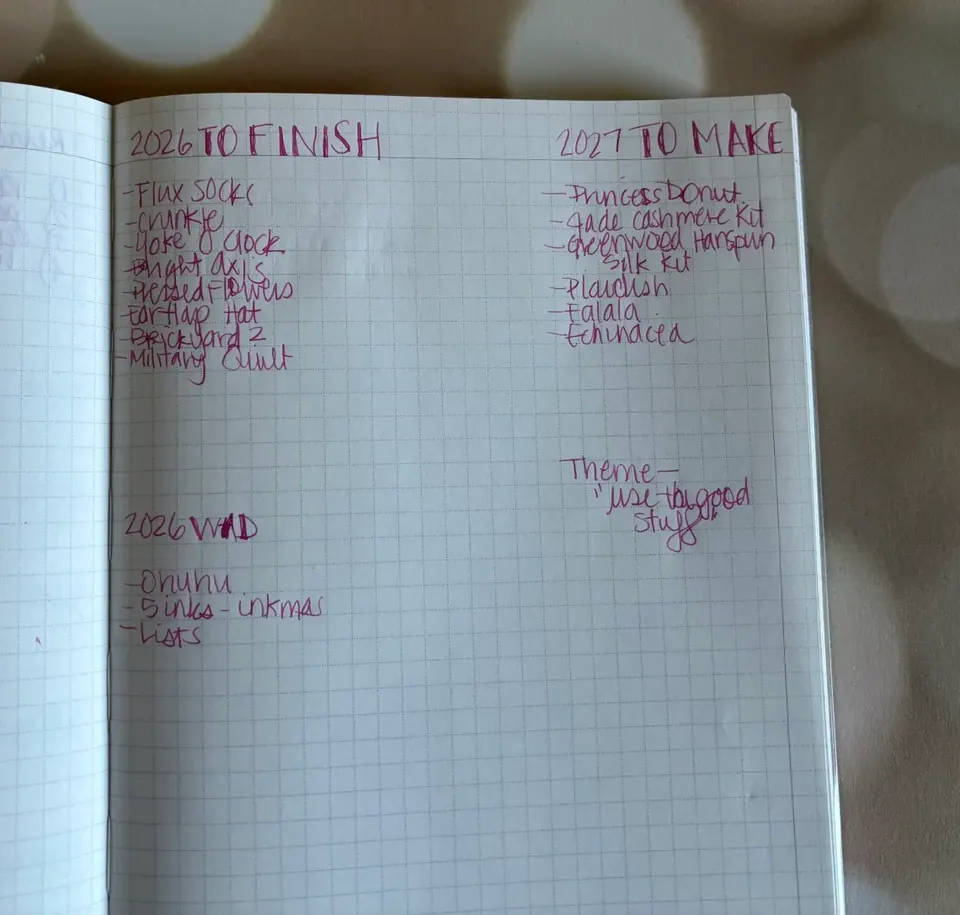 2026 TO FINISH
- Flux Socks
- Crunkle
- Yoke O'Clock
- Bright Axis
- Pressed Flowers
- Earflap Hat
- Brickyard 2
- Military Quilt
2026 WAD
- Ohuhu
- 5 inks - inkmas
- Lists
2027 TO MAKE
- Princess Donut
- Jade Cashmere Kit
- Greenwood Hanspun
Silk Kit
- Plaidish
- Falala
- Echinacea
Theme —
"use the good
stuff"